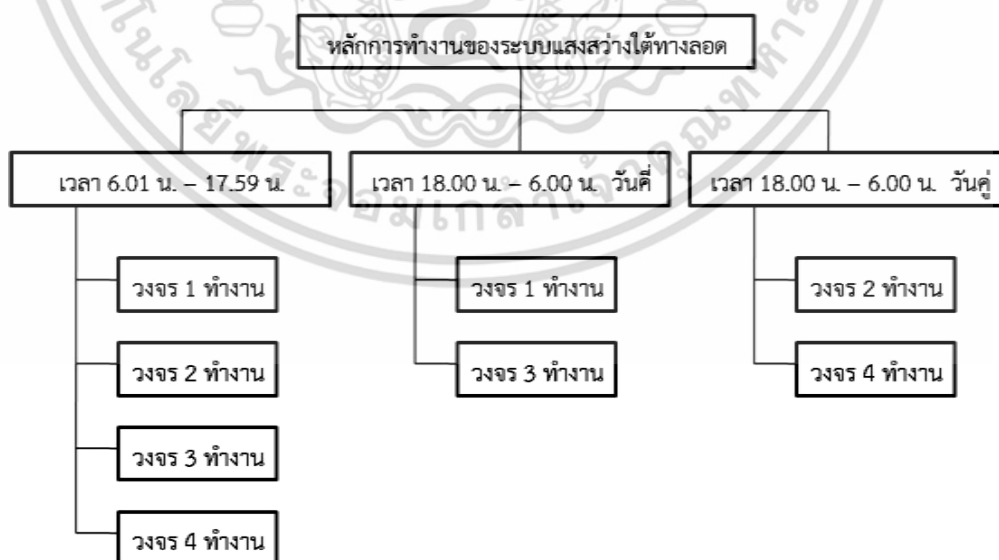 หลักการทำงานของระบบแสงสว่างใต้ทางลอด
เวลา 6.01 น. – 17.59 น.
วงจร 1 ทำงาน
วงจร 2 ทำงาน
วงจร 3 ทำงาน
วงจร 4 ทำงาน
เวลา 18.00 น. – 6.00 น. วันคี่
วงจร 1 ทำงาน
วงจร 3 ทำงาน
เวลา 18.00 น. – 6.00 น. วันคู่
วงจร 2 ทำงาน
วงจร 4 ทำงาน